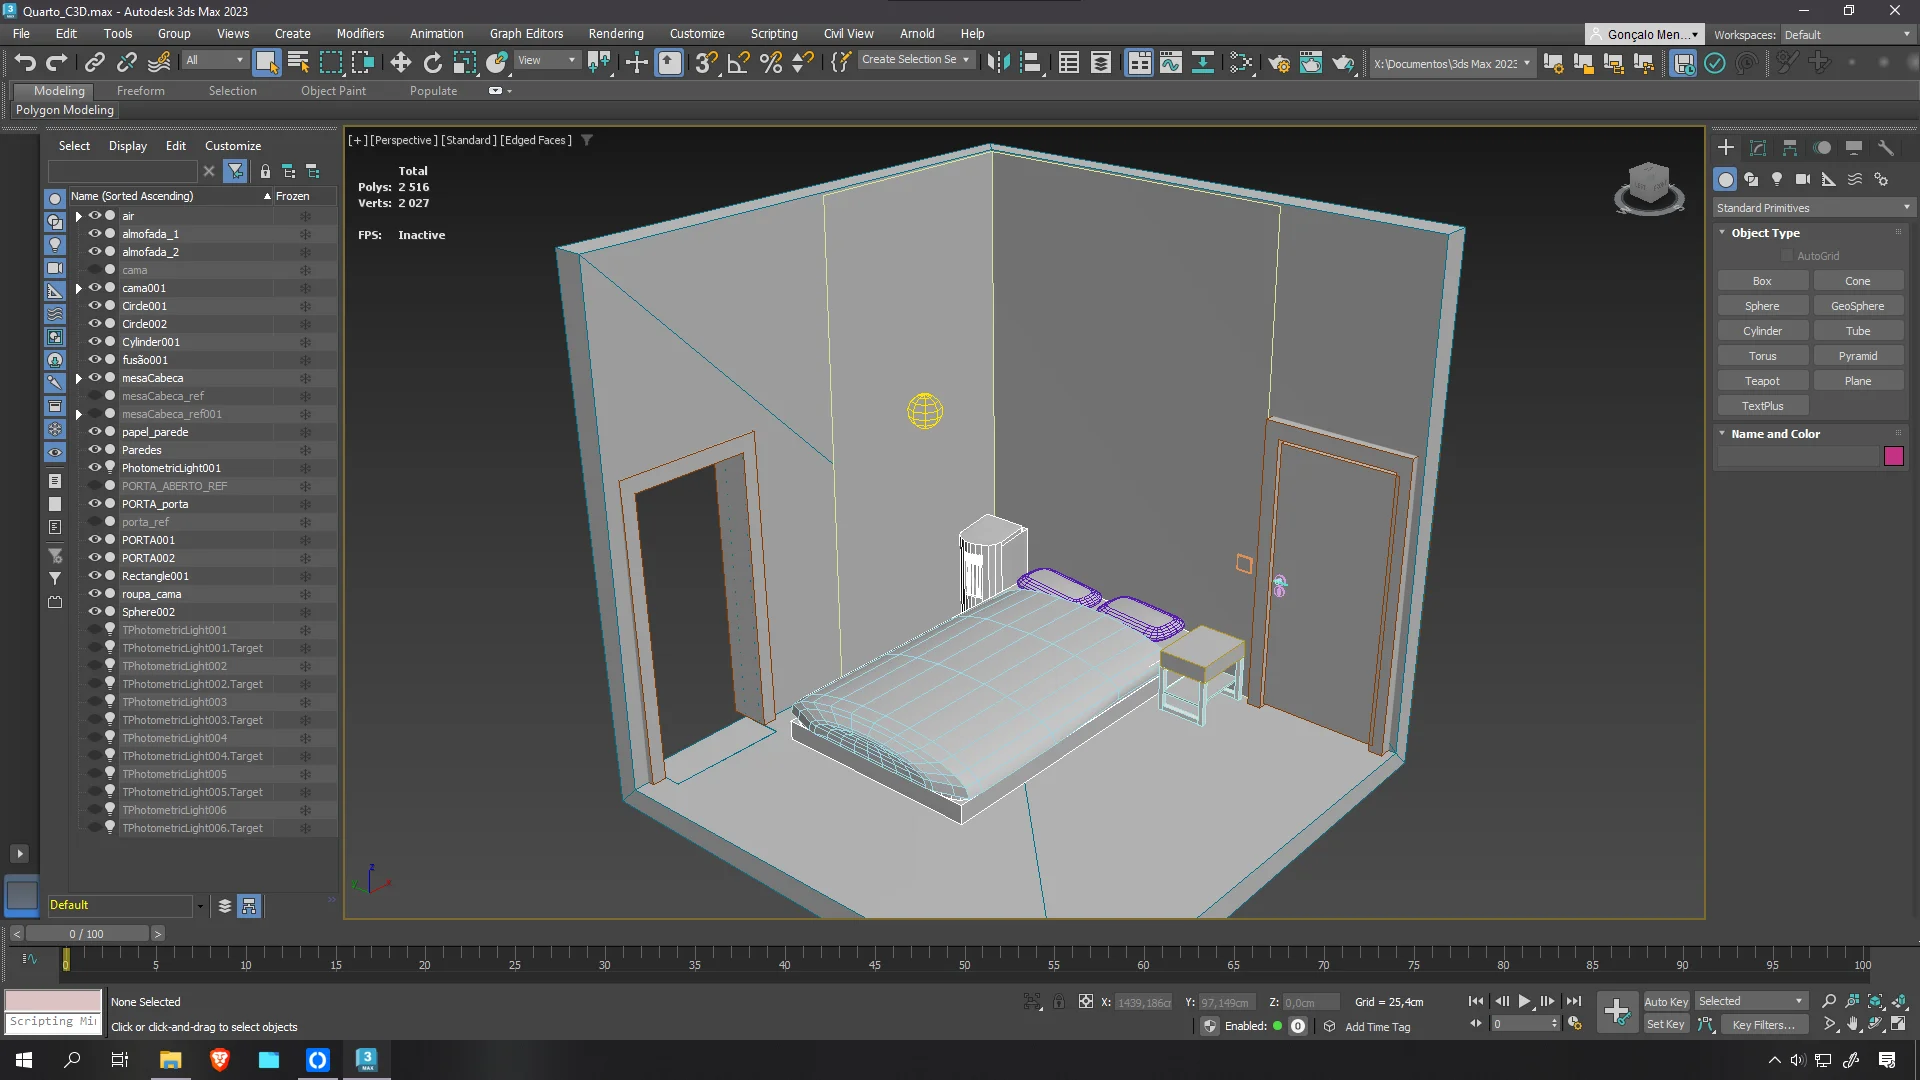 Quarto_C3D.max - Autodesk 3ds Max 2023
File Edit Tools Group Views Create Modifiers Animation Graph Editors Rendering Customize Scripting Civil View Arnold Help
Gonçalo Men... Workspaces: Default
All View Create Selection Se X:\Documentos\3ds Max 2023
Modeling Freeform Selection Object Paint Populate
Polygon Modeling
Select Display Edit Customize
Name (Sorted Ascending) Frozen
air
almofada_1
almofada_2
cama
cama001
Circle001
Circle002
Cylinder001
fusão001
mesaCabeca
mesaCabeca_ref
mesaCabeca_ref001
papel_parede
Paredes
PhotometricLight001
PORTA_ABERTO_REF
PORTA_porta
porta_ref
PORTA001
PORTA002
Rectangle001
roupa_cama
Sphere002
TPhotometricLight001
TPhotometricLight001.Target
TPhotometricLight002
TPhotometricLight002.Target
TPhotometricLight003
TPhotometricLight003.Target
TPhotometricLight004
TPhotometricLight004.Target
TPhotometricLight005
TPhotometricLight005.Target
TPhotometricLight006
TPhotometricLight006.Target
Default
[+] [Perspective] [Standard] [Edged Faces]
Total
Polys: 2 516
Verts: 2 027
FPS: Inactive
z
x
Standard Primitives
Object Type
AutoGrid
Box Cone
Sphere GeoSphere
Cylinder Tube
Torus Pyramid
Teapot Plane
TextPlus
Name and Color
< 0 / 100 >
0 5 10 15 20 25 30 35 40 45 50 55 60 65 70 75 80 85 90 95 100
None Selected
Scripting Mi
Click or click-and-drag to select objects
X: 1439,186c Y: 97,149cm Z: 0,0cm Grid = 25,4cm
Enabled: 0 Add Time Tag
0
Auto Key Selected
Set Key Key Filters...
3
MAX